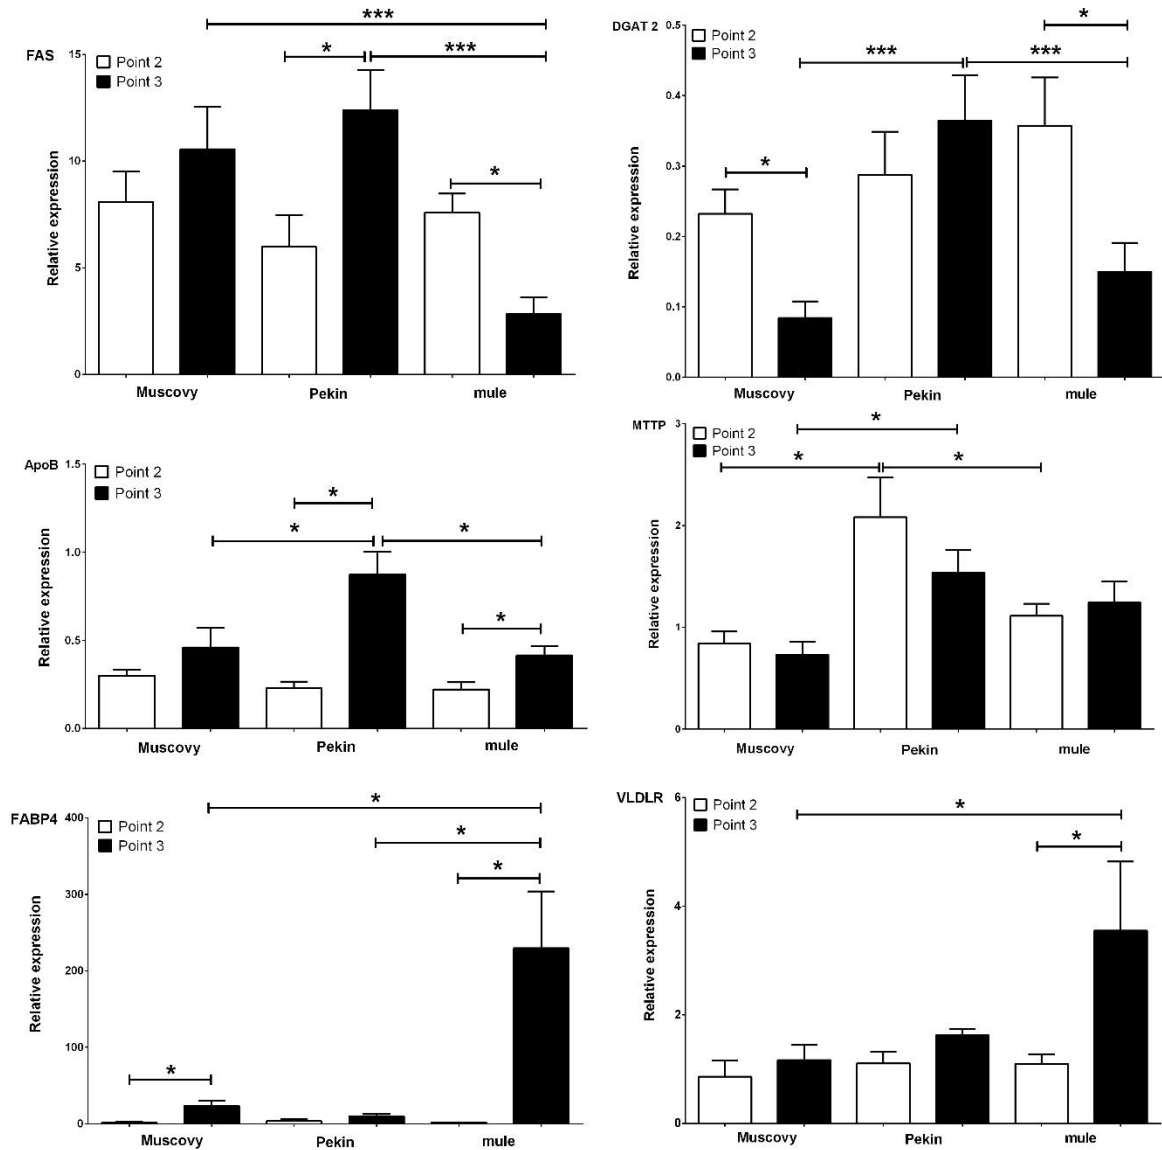 ***
FAS
15
Point 2
Point 3
*
***
10
*
5
0
Relative expression
Muscovy
Pekin
mule
*
DGAT 2
0.5
Point 2
Point 3
***
***
0.4
0.3
*
0.2
0.1
0.0
Relative expression
Muscovy
Pekin
mule
ApoB
1.5
Point 2
Point 3
*
*
*
1.0
*
0.5
0.0
Relative expression
Muscovy
Pekin
mule
MTTP
3
Point 2
Point 3
*
*
*
2
1
0
Relative expression
Muscovy
Pekin
mule
FABP4
400
Point 2
Point 3
*
*
*
300
200
100
*
0
Relative expression
Muscovy
Pekin
mule
VLDLR
6
Point 2
Point 3
*
*
4
2
0
Relative expression
Muscovy
Pekin
mule